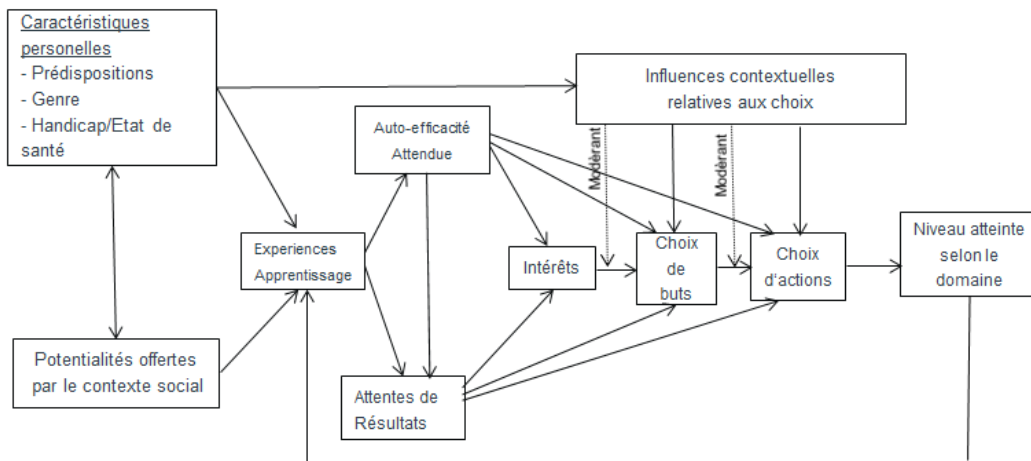 Caractéristiques
personelles
- Prédispositions
- Genre
- Handicap/Etat de
santé
Influences contextuelles
relatives aux choix
Auto-efficacité
Attendue
Modèrant
Modèrant
Experiences
Apprentissage
Intérêts
Choix
de
buts
Choix
d'actions
Niveau atteinte
selon le
domaine
Potentialités offertes
par le contexte social
Attentes de
Résultats